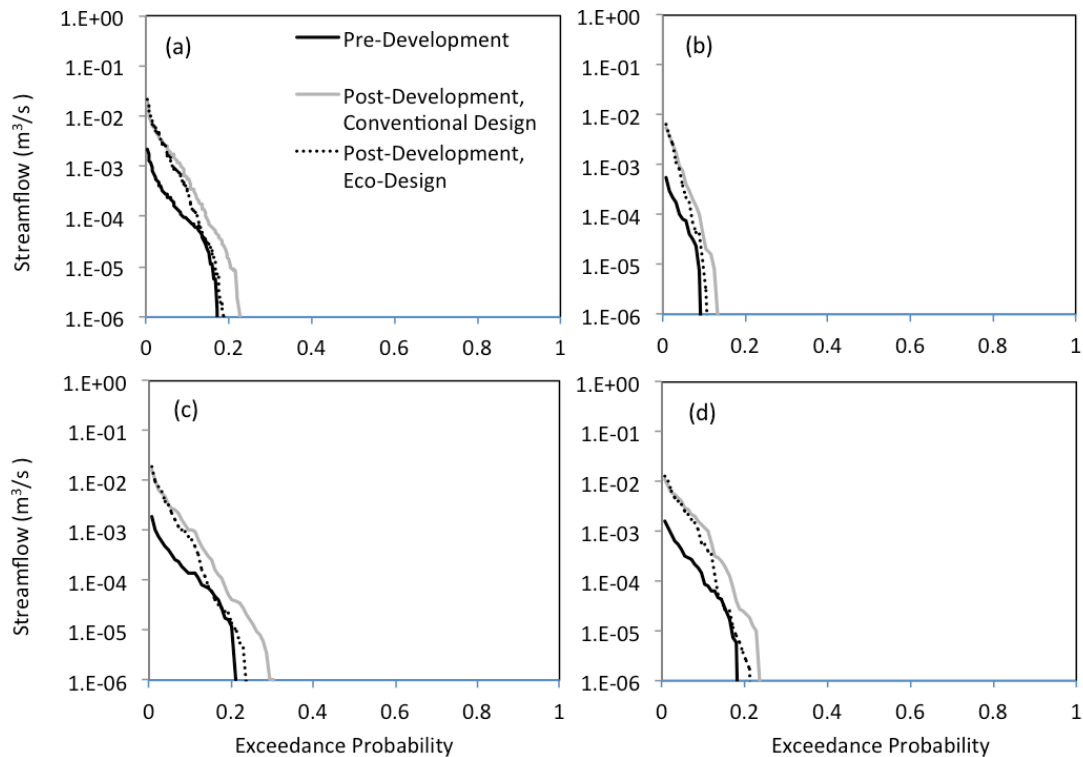 (a)
Pre-Development
Post-Development,
Conventional Design
Post-Development,
Eco-Design
Streamflow (m³/s)
1.E+00
1.E-01
1.E-02
1.E-03
1.E-04
1.E-05
1.E-06
0 0.2 0.4 0.6 0.8 1
(b)
1.E+00
1.E-01
1.E-02
1.E-03
1.E-04
1.E-05
1.E-06
0 0.2 0.4 0.6 0.8 1
(c)
Streamflow (m³/s )
1.E+00
1.E-01
1.E-02
1.E-03
1.E-04
1.E-05
1.E-06
0 0.2 0.4 0.6 0.8 1
Exceedance Probability
(d)
1.E+00
1.E-01
1.E-02
1.E-03
1.E-04
1.E-05
1.E-06
0 0.2 0.4 0.6 0.8 1
Exceedance Probability